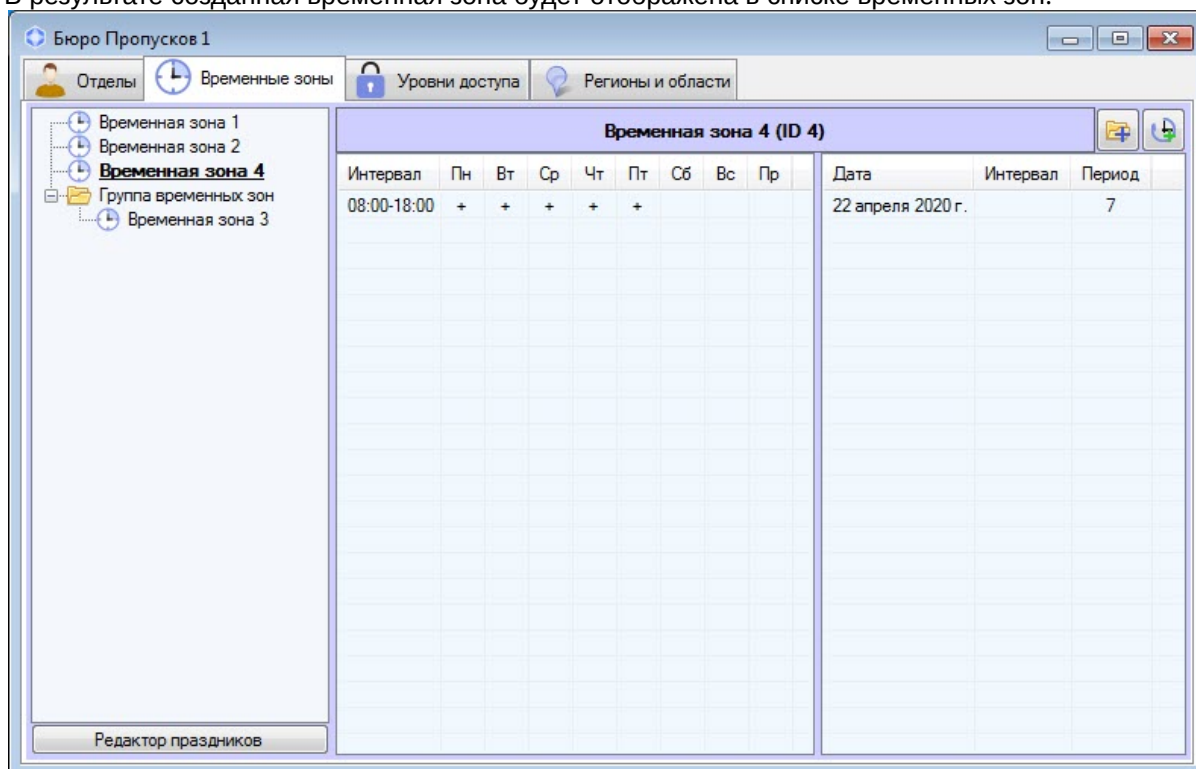 В результате созданная временная зона будет отображена в списке временных зон.
Бюро Пропусков 1
Отделы Временные зоны Уровни доступа Регионы и области
Временная зона 1
Временная зона 2
Временная зона 4
Группа временных зон
Временная зона 3
Временная зона 4 (ID 4)
Интервал Пн Вт Ср Чт Пт Сб Вс Пр
08:00-18:00 + + + + +
Дата Интервал Период
22 апреля 2020 г. 7
Редактор праздников